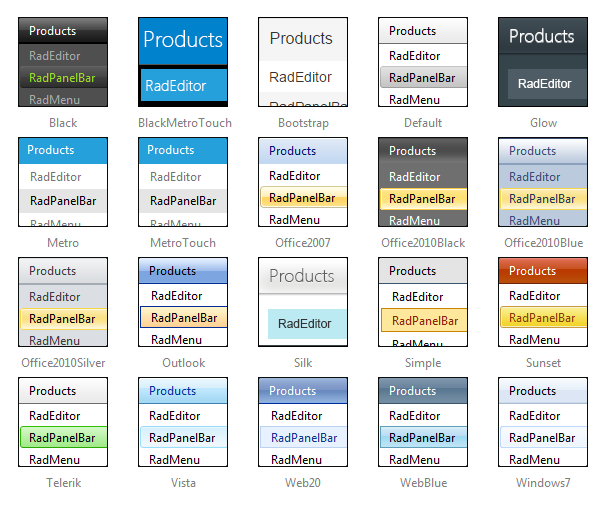 Products
RadEditor
RadPanelBar
RadMenu
Black
Products
RadEditor
BlackMetroTouch
Products
RadEditor
RadPanelBar
Bootstrap
Products
RadEditor
RadPanelBar
RadMenu
Default
Products
RadEditor
Glow
Products
RadEditor
RadPanelBar
RadMenu
Metro
Products
RadEditor
RadPanelBar
RadMenu
MetroTouch
Products
RadEditor
RadPanelBar
RadMenu
Office2007
Products
RadEditor
RadPanelBar
RadMenu
Office2010Black
Products
RadEditor
RadPanelBar
RadMenu
Office2010Blue
Products
RadEditor
RadPanelBar
RadMenu
Office2010Silver
Products
RadEditor
RadPanelBar
RadMenu
Outlook
Products
RadEditor
Silk
Products
RadEditor
RadPanelBar
RadMenu
Simple
Products
RadEditor
RadPanelBar
RadMenu
Sunset
Products
RadEditor
RadPanelBar
RadMenu
Telerik
Products
RadEditor
RadPanelBar
RadMenu
Vista
Products
RadEditor
RadPanelBar
RadMenu
Web20
Products
RadEditor
RadPanelBar
RadMenu
WebBlue
Products
RadEditor
RadPanelBar
RadMenu
Windows7